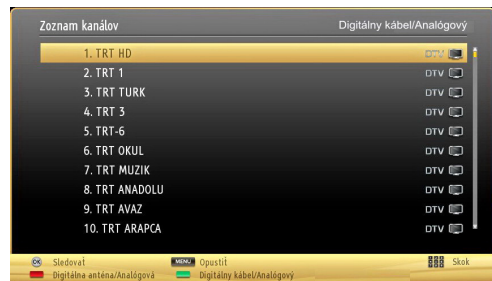 Zoznam kanálov Digitálny kábel/Analógový
1. TRT HD DTV
2. TRT 1 DTV
3. TRT TURK DTV
4. TRT 3 DTV
5. TRT-6 DTV
6. TRT OKUL DTV
7. TRT MUZIK DTV
8. TRT ANADOLU DTV
9. TRT AVAZ DTV
10. TRT ARAPCA DTV
OK Sledovať MENU Opustiť Skok
Digitálna anténa/Analógová Digitálny kábel/Analógový